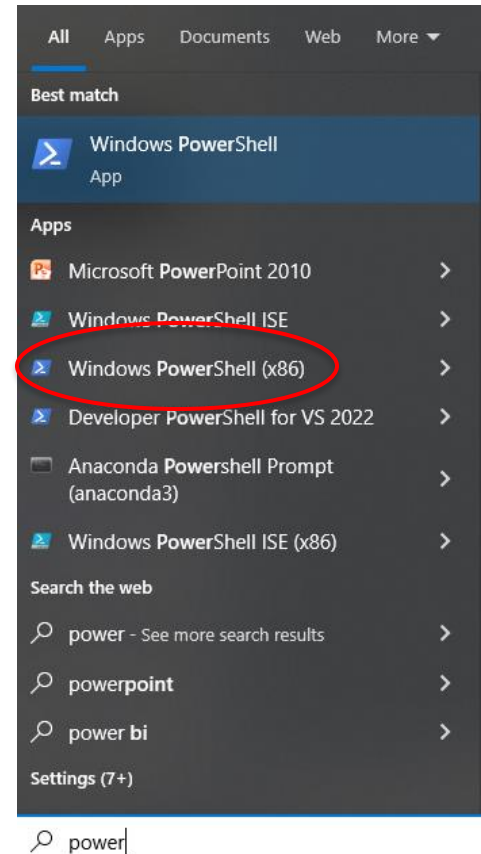 All Apps Documents Web More
Best match
Windows PowerShell
App
Apps
Microsoft PowerPoint 2010
Windows PowerShell ISE
Windows PowerShell (x86)
Developer PowerShell for VS 2022
Anaconda Powershell Prompt
(anaconda3)
Windows PowerShell ISE (x86)
Search the web
power - See more search results
powerpoint
power bi
Settings (7+)
power